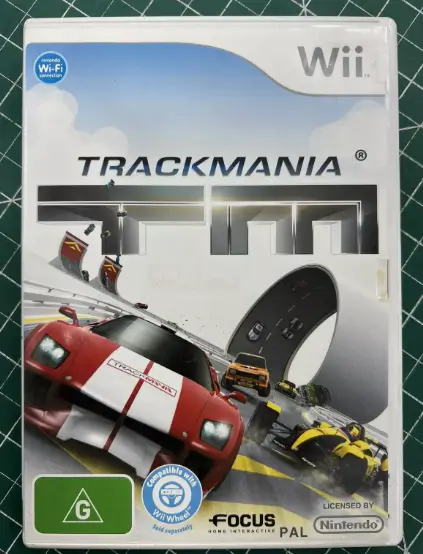 Nintendo
Wi-Fi
connection
Wii
TRACKMANIA ®
TM
TRACKMANIA
G
Compatible with
Wii Wheel
Sold separately
FOCUS
HOME INTERACTIVE
PAL
LICENSED BY
Nintendo